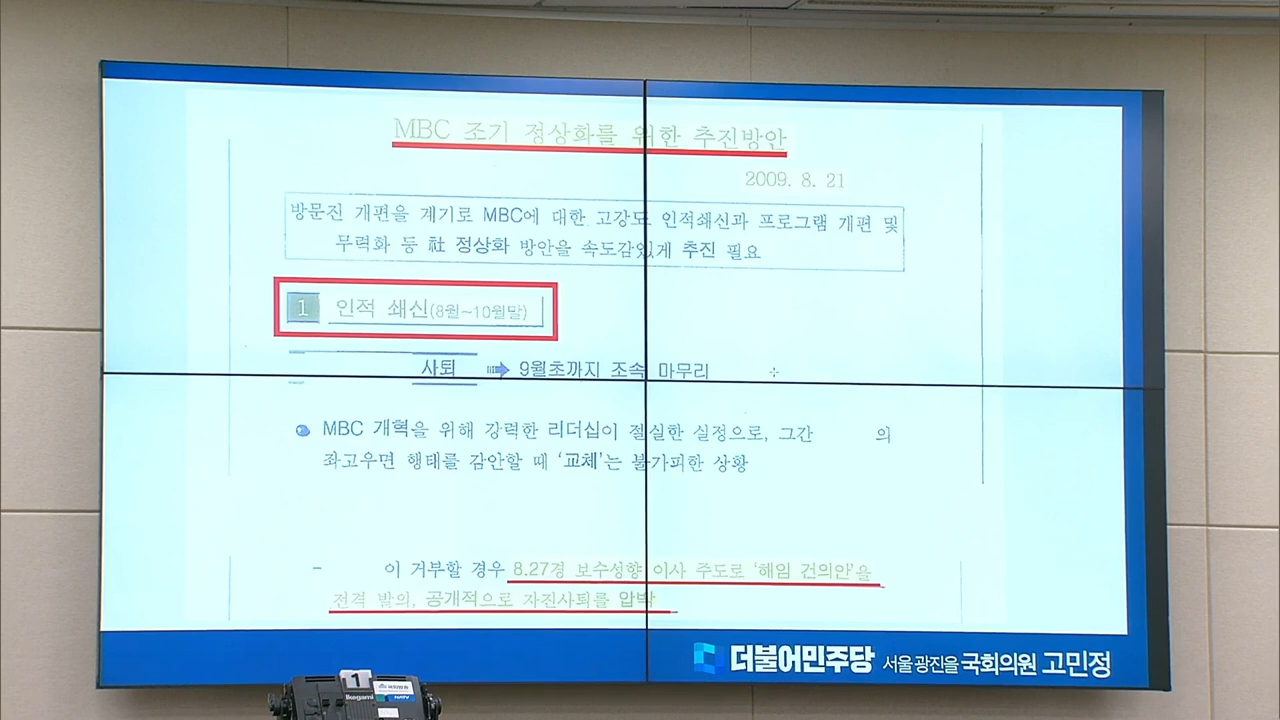 MBC 조기 정상화를 위한 추진방안
2009. 8. 21
방문진 개편을 계기로 MBC에 대한 고강도 인적쇄신과 프로그램 개편 및
무력화 등 社 정상화 방안을 속도감있게 추진 필요
1 인적 쇄신(8월~10월말)
사퇴 9월초까지 조속 마무리
MBC 개혁을 위해 강력한 리더십이 절실한 실정으로, 그간 의
좌고우면 행태를 감안할 때 '교체'는 불가피한 상황
- 이 거부할 경우 8.27경 보수성향 이사 주도로 '해임 건의안'을
전격 발의, 공개적으로 자진사퇴를 압박
더불어민주당 서울 광진을 국회의원 고민정
1
Ikegami NATV